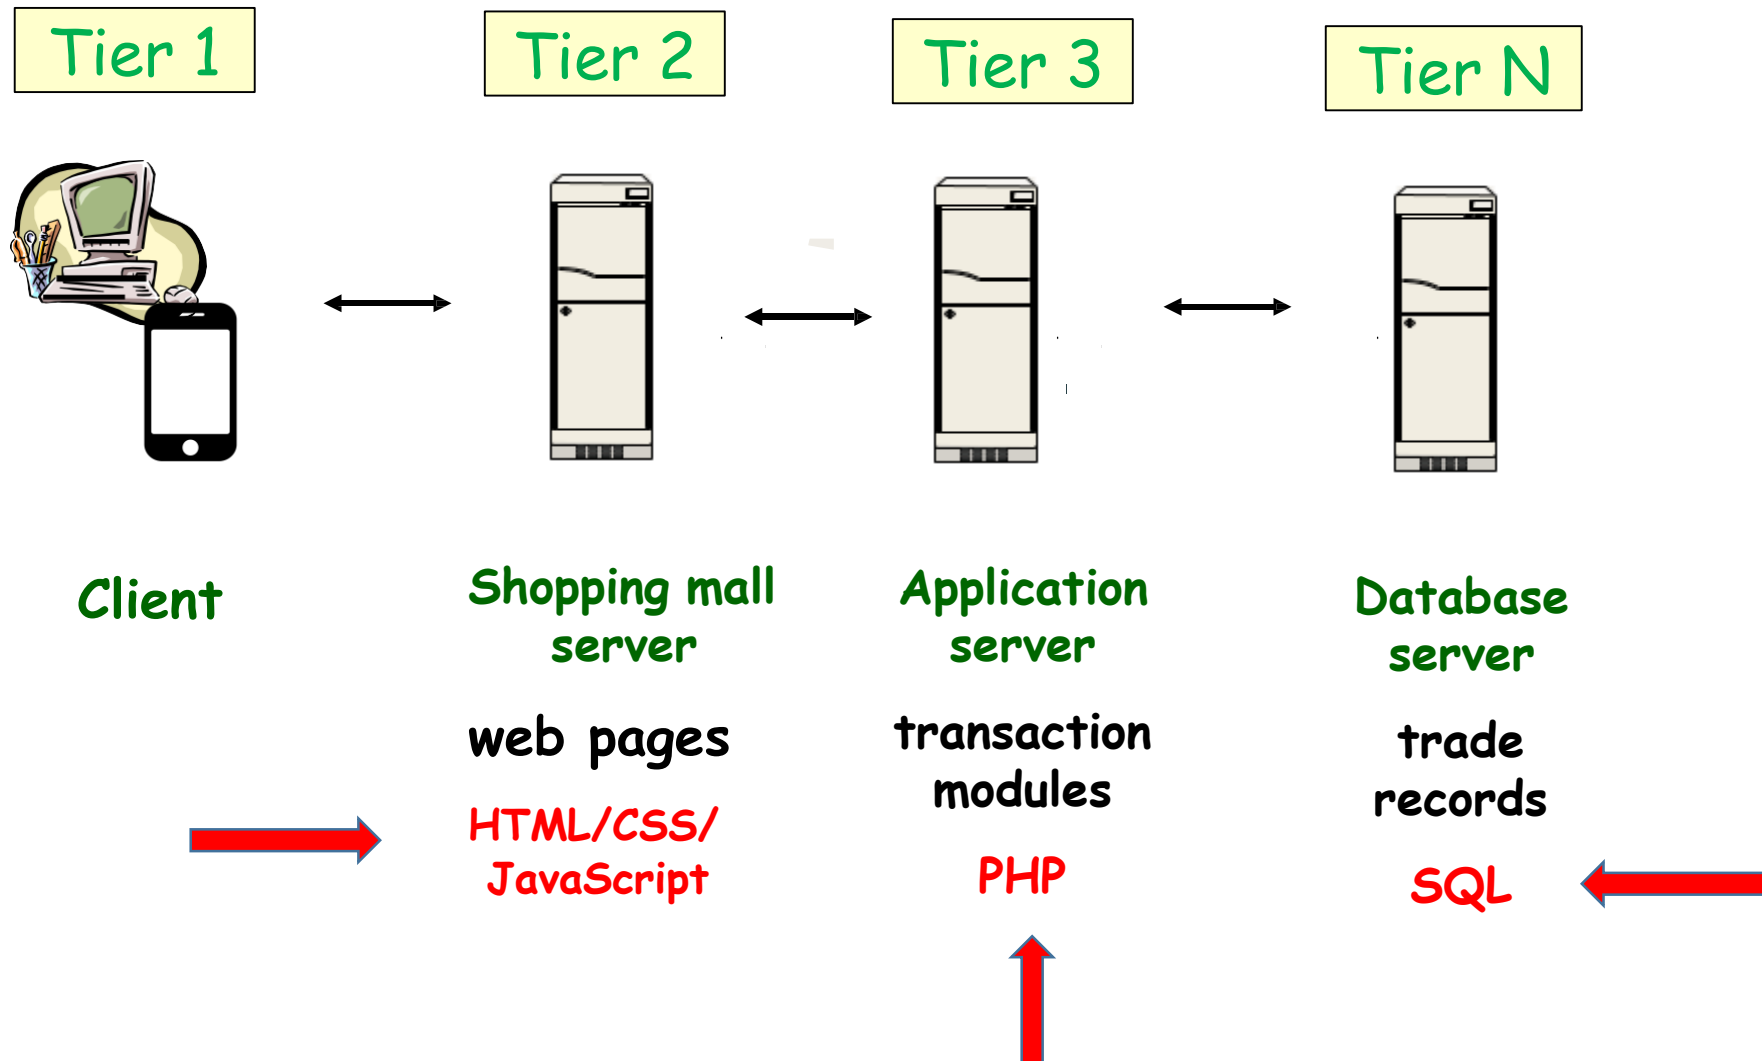 Tier 1
Tier 2
Tier 3
Tier N
Client
Shopping mall
server
web pages
HTML/CSS/
JavaScript
Application
server
transaction
modules
PHP
Database
server
trade
records
SQL